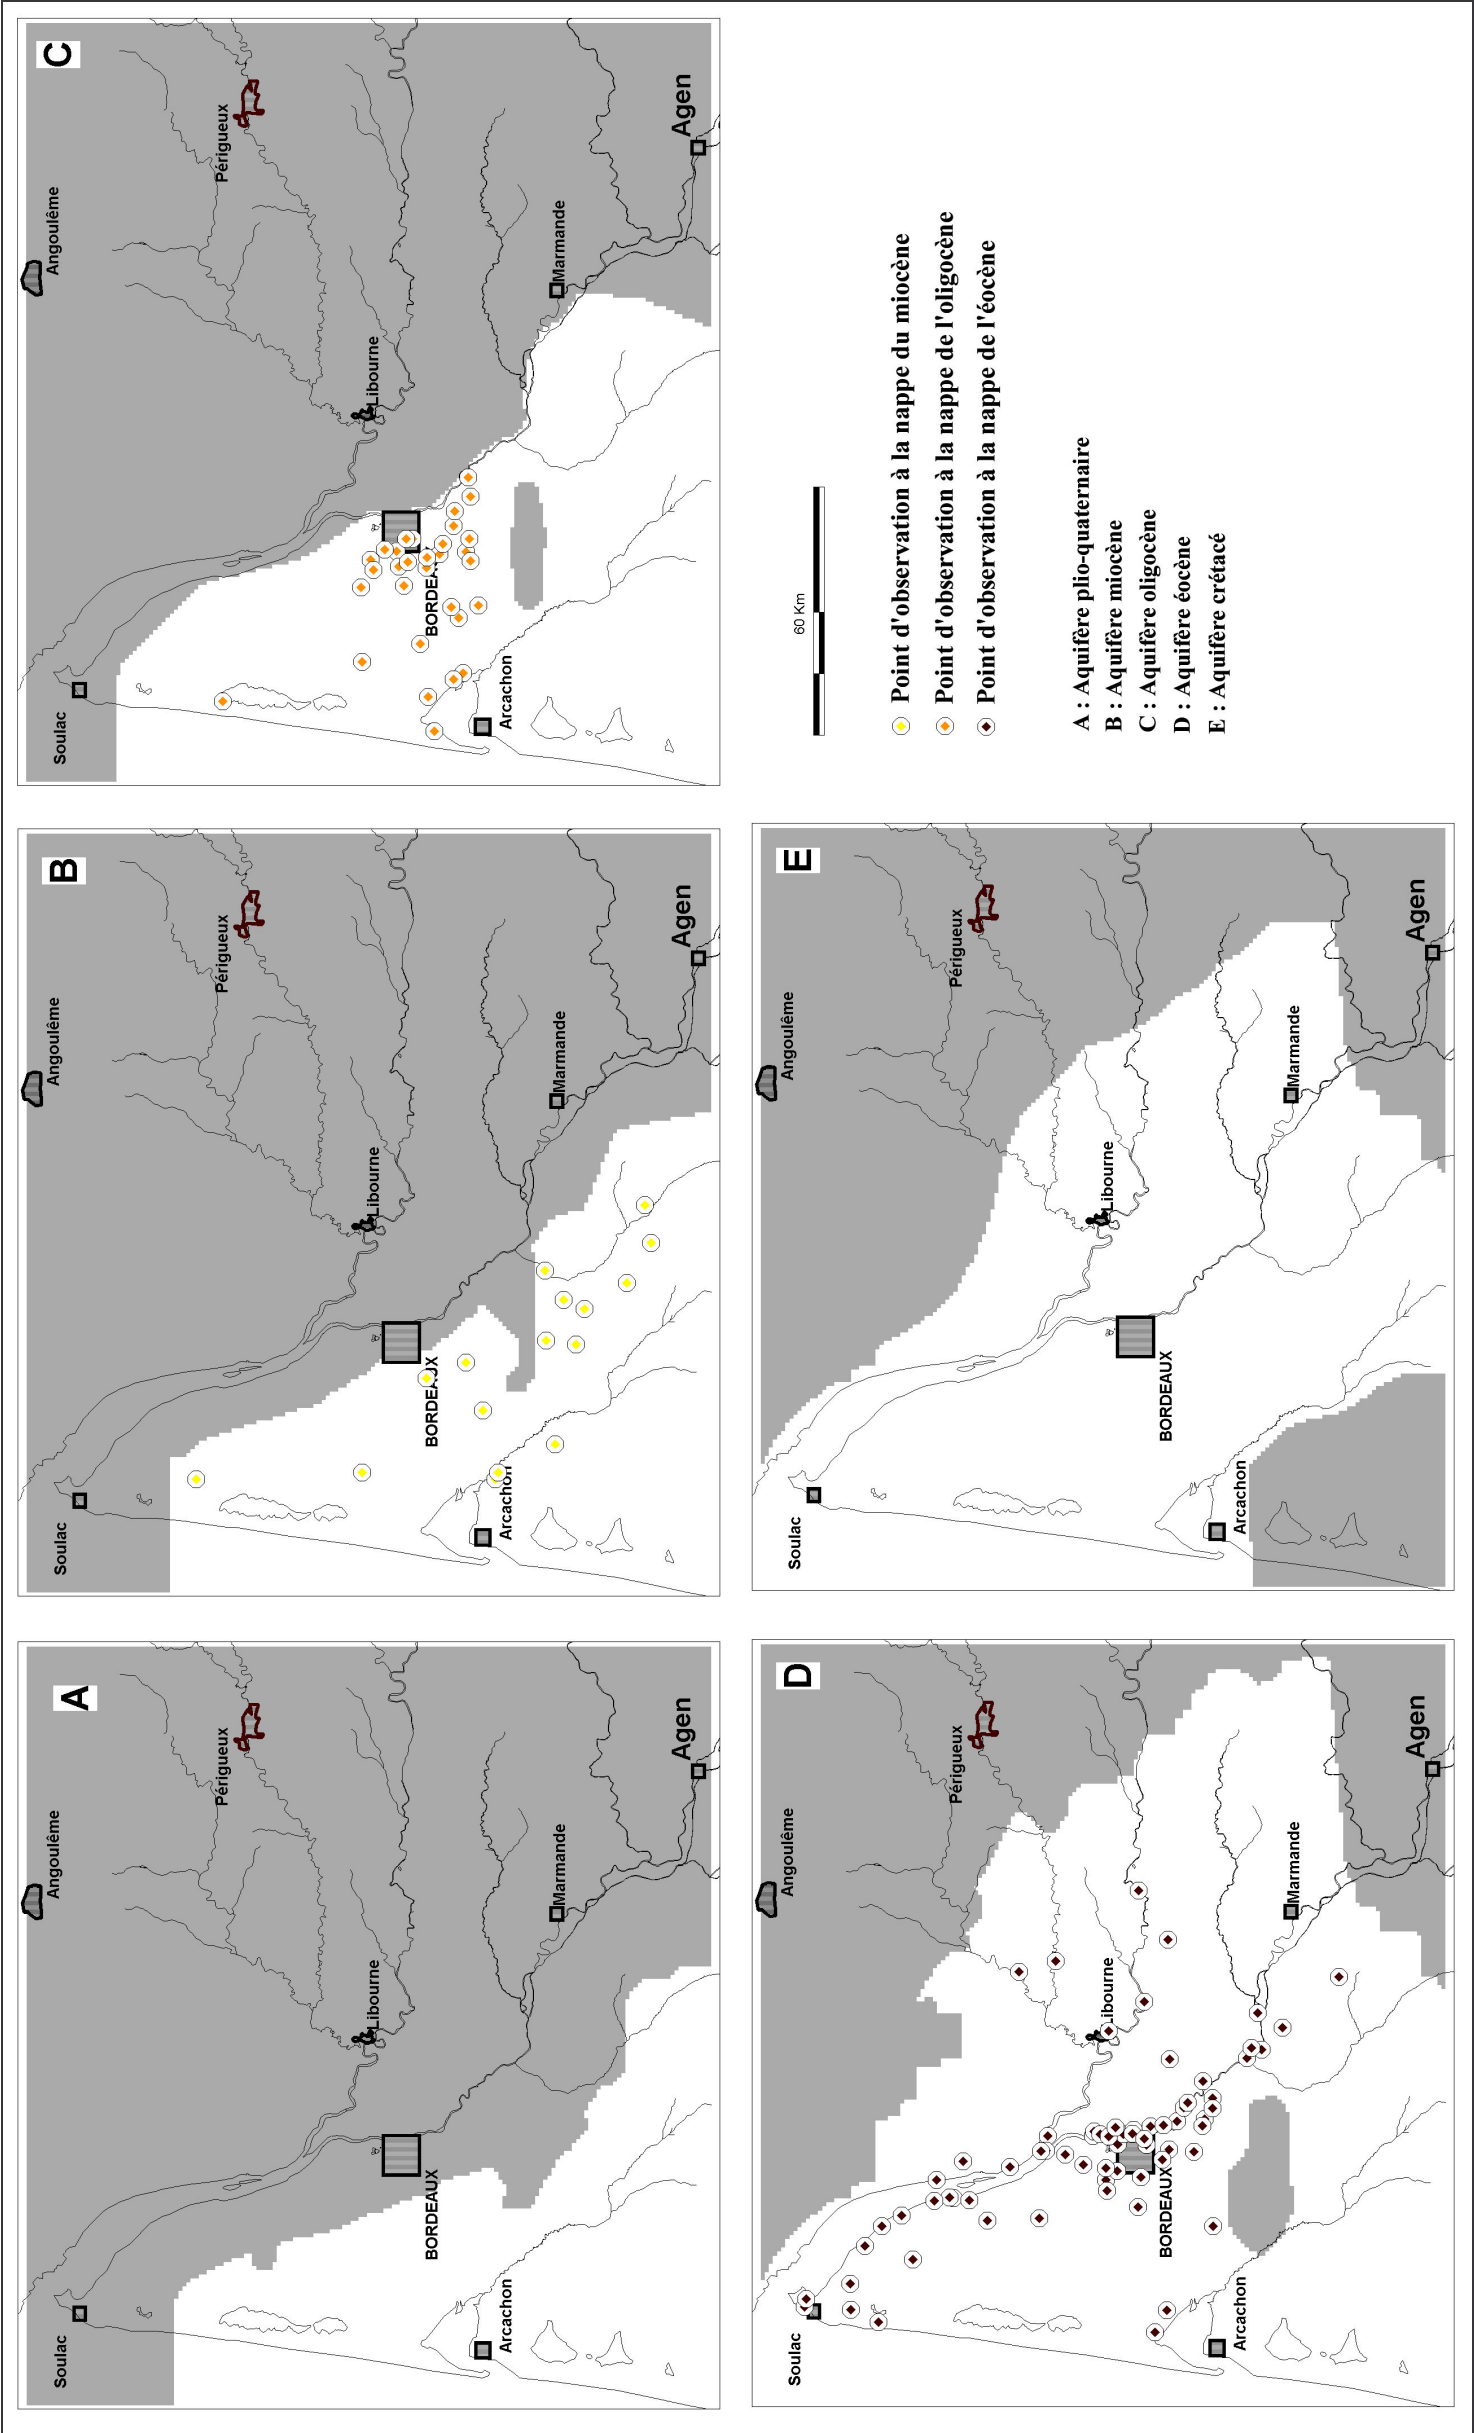 A
Angoulême
Périgueux
Soulac
Libourne
BORDEAUX
Arcachon
Marmande
Agen
B
Angoulême
Périgueux
Soulac
Libourne
BORDEAUX
Arcachon
Marmande
Agen
C
Angoulême
Périgueux
Soulac
Libourne
BORDEAUX
Arcachon
Marmande
Agen
D
Angoulême
Périgueux
Soulac
Libourne
BORDEAUX
Arcachon
Marmande
Agen
E
Angoulême
Périgueux
Soulac
Libourne
BORDEAUX
Arcachon
Marmande
Agen
60 Km
Point d'observation à la nappe du miocène
Point d'observation à la nappe de l'oligocène
Point d'observation à la nappe de l'éocène
A : Aquifère plio-quaternaire
B : Aquifère miocène
C : Aquifère oligocène
D : Aquifère éocène
E : Aquifère crétacé